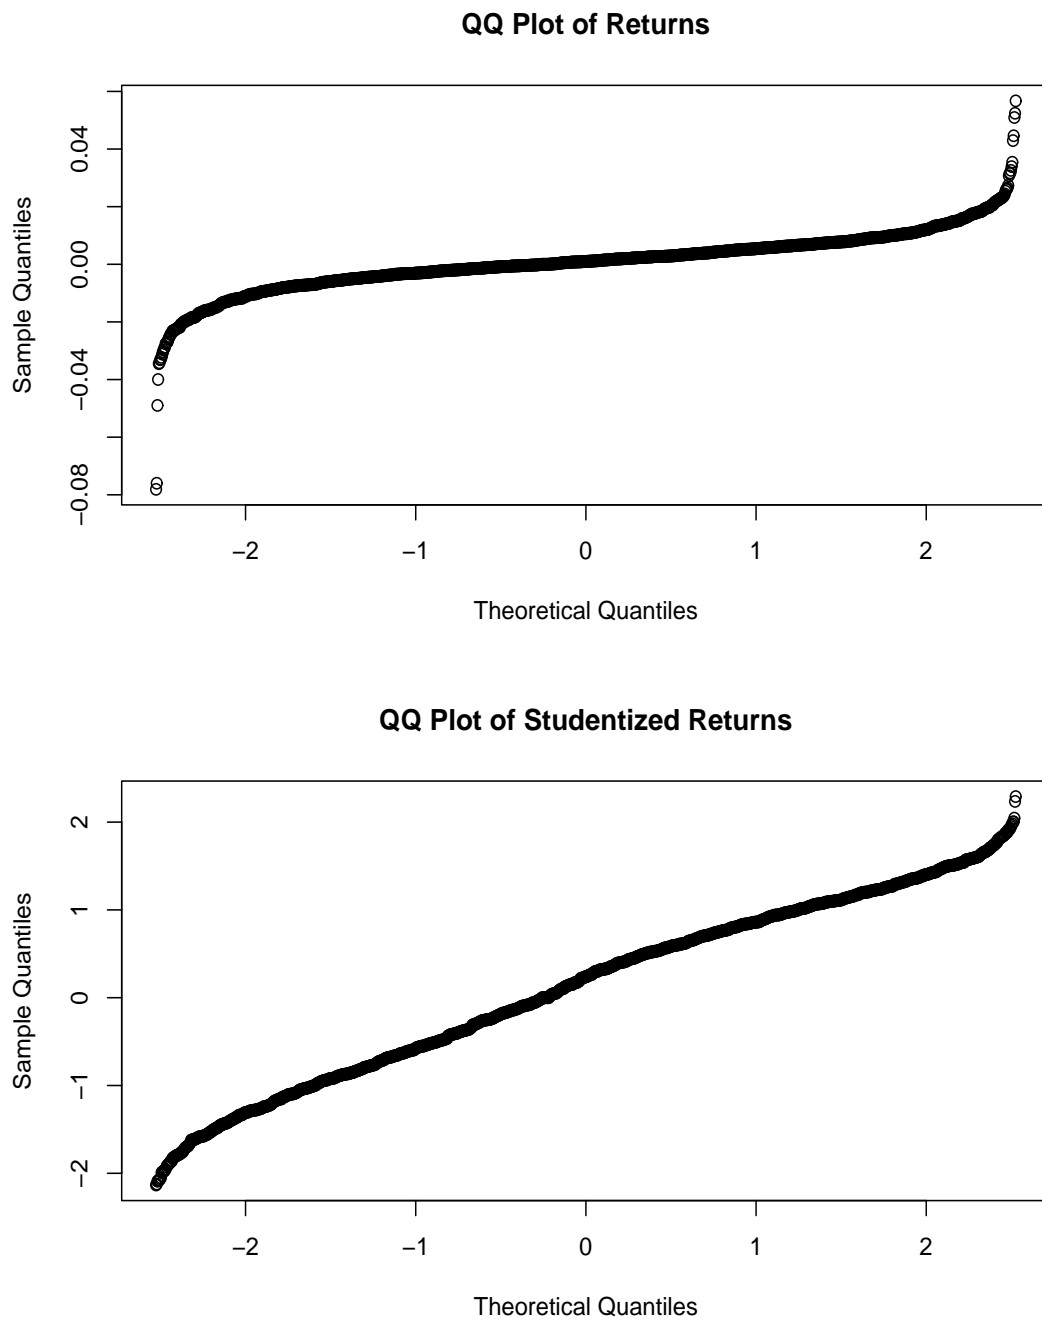 QQ Plot of Returns
Sample Quantiles
0.04
0.00
−0.04
−0.08
−2 −1 0 1 2
Theoretical Quantiles
QQ Plot of Studentized Returns
Sample Quantiles
2
1
0
−1
−2
−2 −1 0 1 2
Theoretical Quantiles